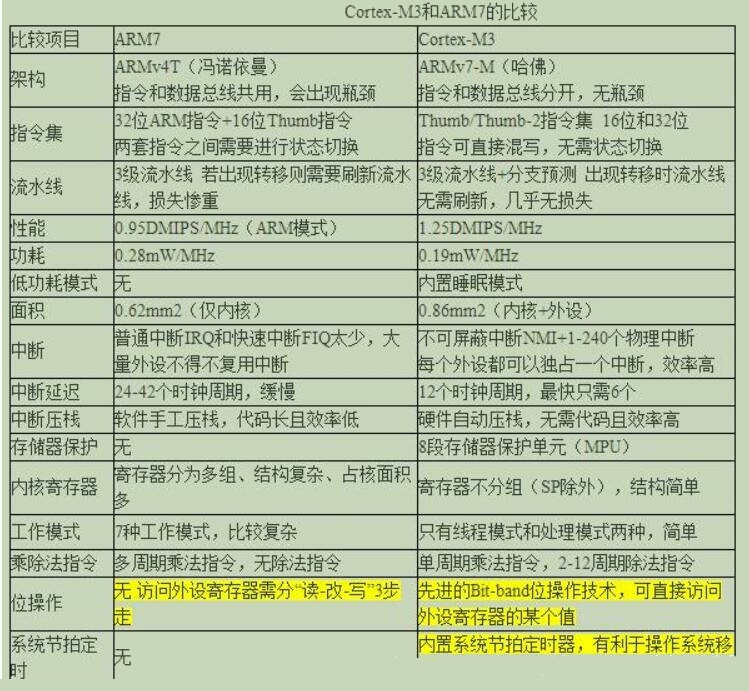 Cortex-M3和ARM7的比较
比较项目 ARM7 Cortex-M3
架构 ARMv4T（冯诺依曼） ARMv7-M（哈佛）
指令和数据总线共用，会出现瓶颈 指令和数据总线分开，无瓶颈
指令集 32位ARM指令+16位Thumb指令 Thumb/Thumb-2指令集 16位和32位
两套指令之间需要进行状态切换 指令可直接混写，无需状态切换
流水线 3级流水线 若出现转移则需要刷新流水 3级流水线+分支预测 出现转移时流水线
线，损失惨重 无需刷新，几乎无损失
性能 0.95DMIPS/MHz（ARM模式） 1.25DMIPS/MHz
功耗 0.28mW/MHz 0.19mW/MHz
低功耗模式 无 内置睡眠模式
面积 0.62mm2（仅内核） 0.86mm2（内核+外设）
中断 普通中断IRQ和快速中断FIQ太少，大 不可屏蔽中断NMI+1-240个物理中断
量外设不得不复用中断 每个外设都可以独占一个中断，效率高
中断延迟 24-42个时钟周期，缓慢 12个时钟周期，最快只需6个
中断压栈 软件手工压栈，代码长且效率低 硬件自动压栈，无需代码且效率高
存储器保护 无 8段存储器保护单元（MPU）
内核寄存器 寄存器分为多组、结构复杂、占核面积 寄存器不分组（SP除外），结构简单
多
工作模式 7种工作模式，比较复杂 只有线程模式和处理模式两种，简单
乘除法指令 多周期乘法指令，无除法指令 单周期乘法指令，2-12周期除法指令
位操作 无 访问外设寄存器需分“读-改-写”3步 先进的Bit-band位操作技术，可直接访问
走 外设寄存器的某个值
系统节拍定 无 内置系统节拍定时器，有利于操作系统移
时